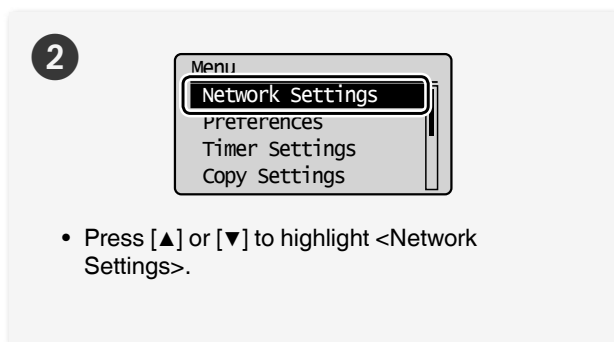 2
Menu
Network Settings
Preferences
Timer Settings
Copy Settings
• Press [▲] or [▼] to highlight <Network
Settings>.